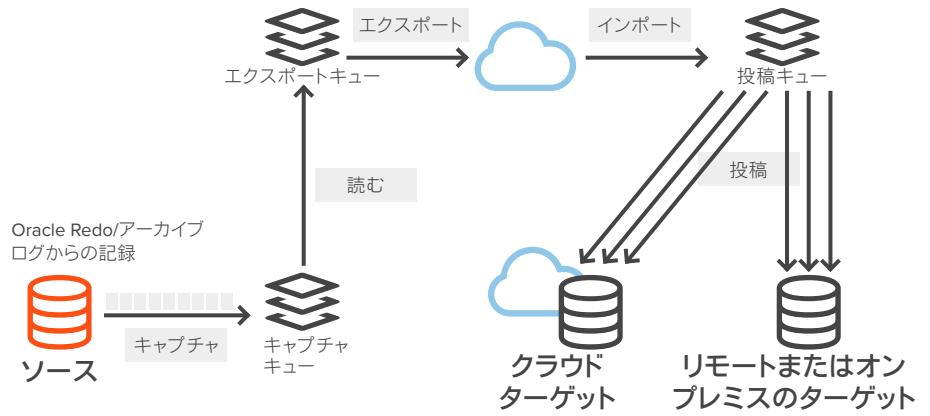 エクスポート
インポート
エクスポートキュー
投稿キュー
読む
投稿
Oracle Redo/アーカイブ
ログからの記録
キャプチャ
キャプチャ
キュー
ソース
クラウド
ターゲット
リモートまたはオン
プレミスのターゲット